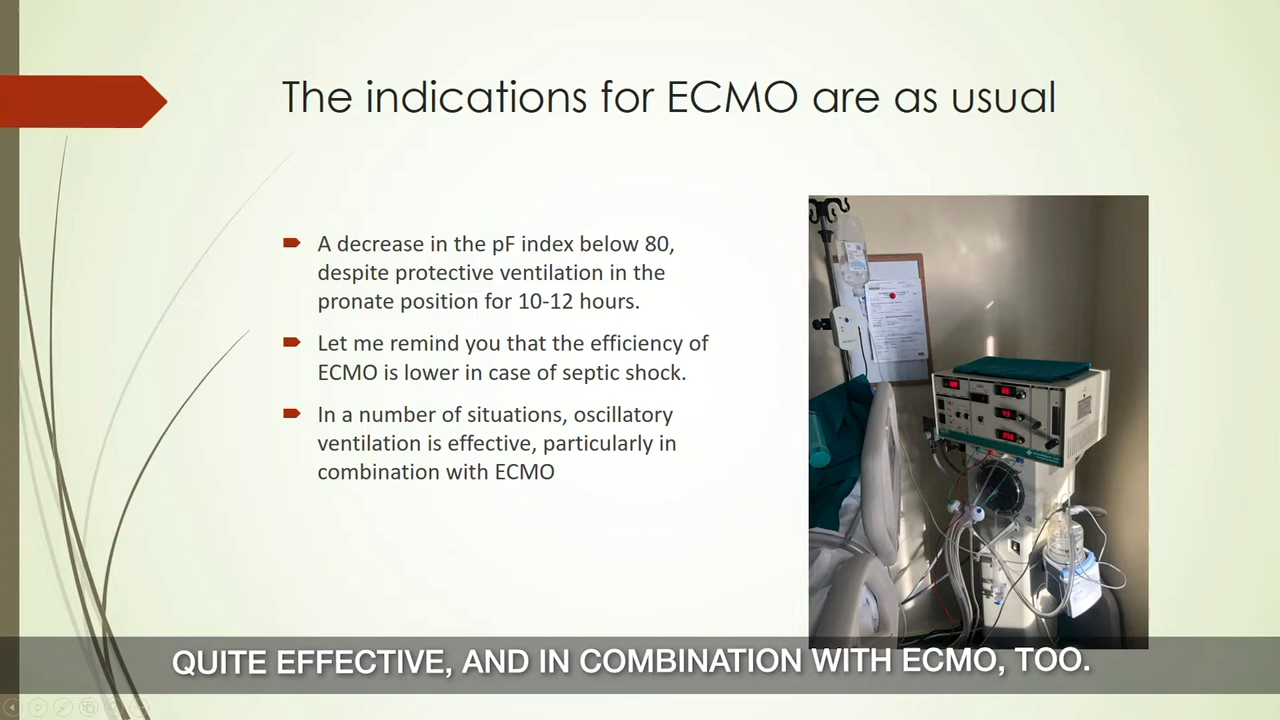 The indications for ECMO are as usual
A decrease in the pF index below 80,
despite protective ventilation in the
pronate position for 10-12 hours.
Let me remind you that the efficiency of
ECMO is lower in case of septic shock.
In a number of situations, oscillatory
ventilation is effective, particularly in
combination with ECMO
QUITE EFFECTIVE, AND IN COMBINATION WITH ECMO, TOO.